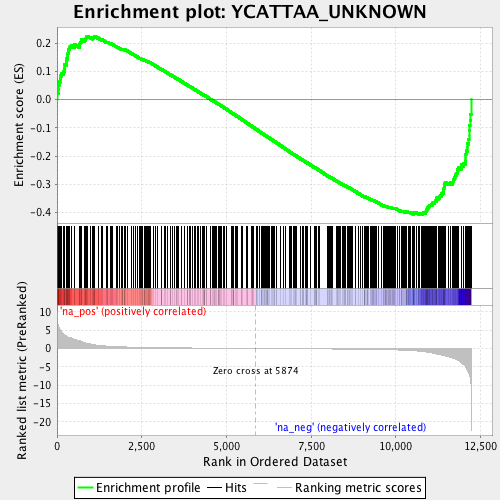 Enrichment plot: YCATTAA_UNKNOWN
Enrichment score (ES)
0.2
0.1
0.0
-0.1
-0.2
-0.3
-0.4
Ranked list metric (PreRanked)
10
5
0
-5
-10
-15
-20
'na_pos' (positively correlated)
Zero cross at 5874
'na_neg' (negatively correlated)
0
2,500
5,000
7,500
10,000
12,500
Rank in Ordered Dataset
Enrichment profile
Hits
Ranking metric scores